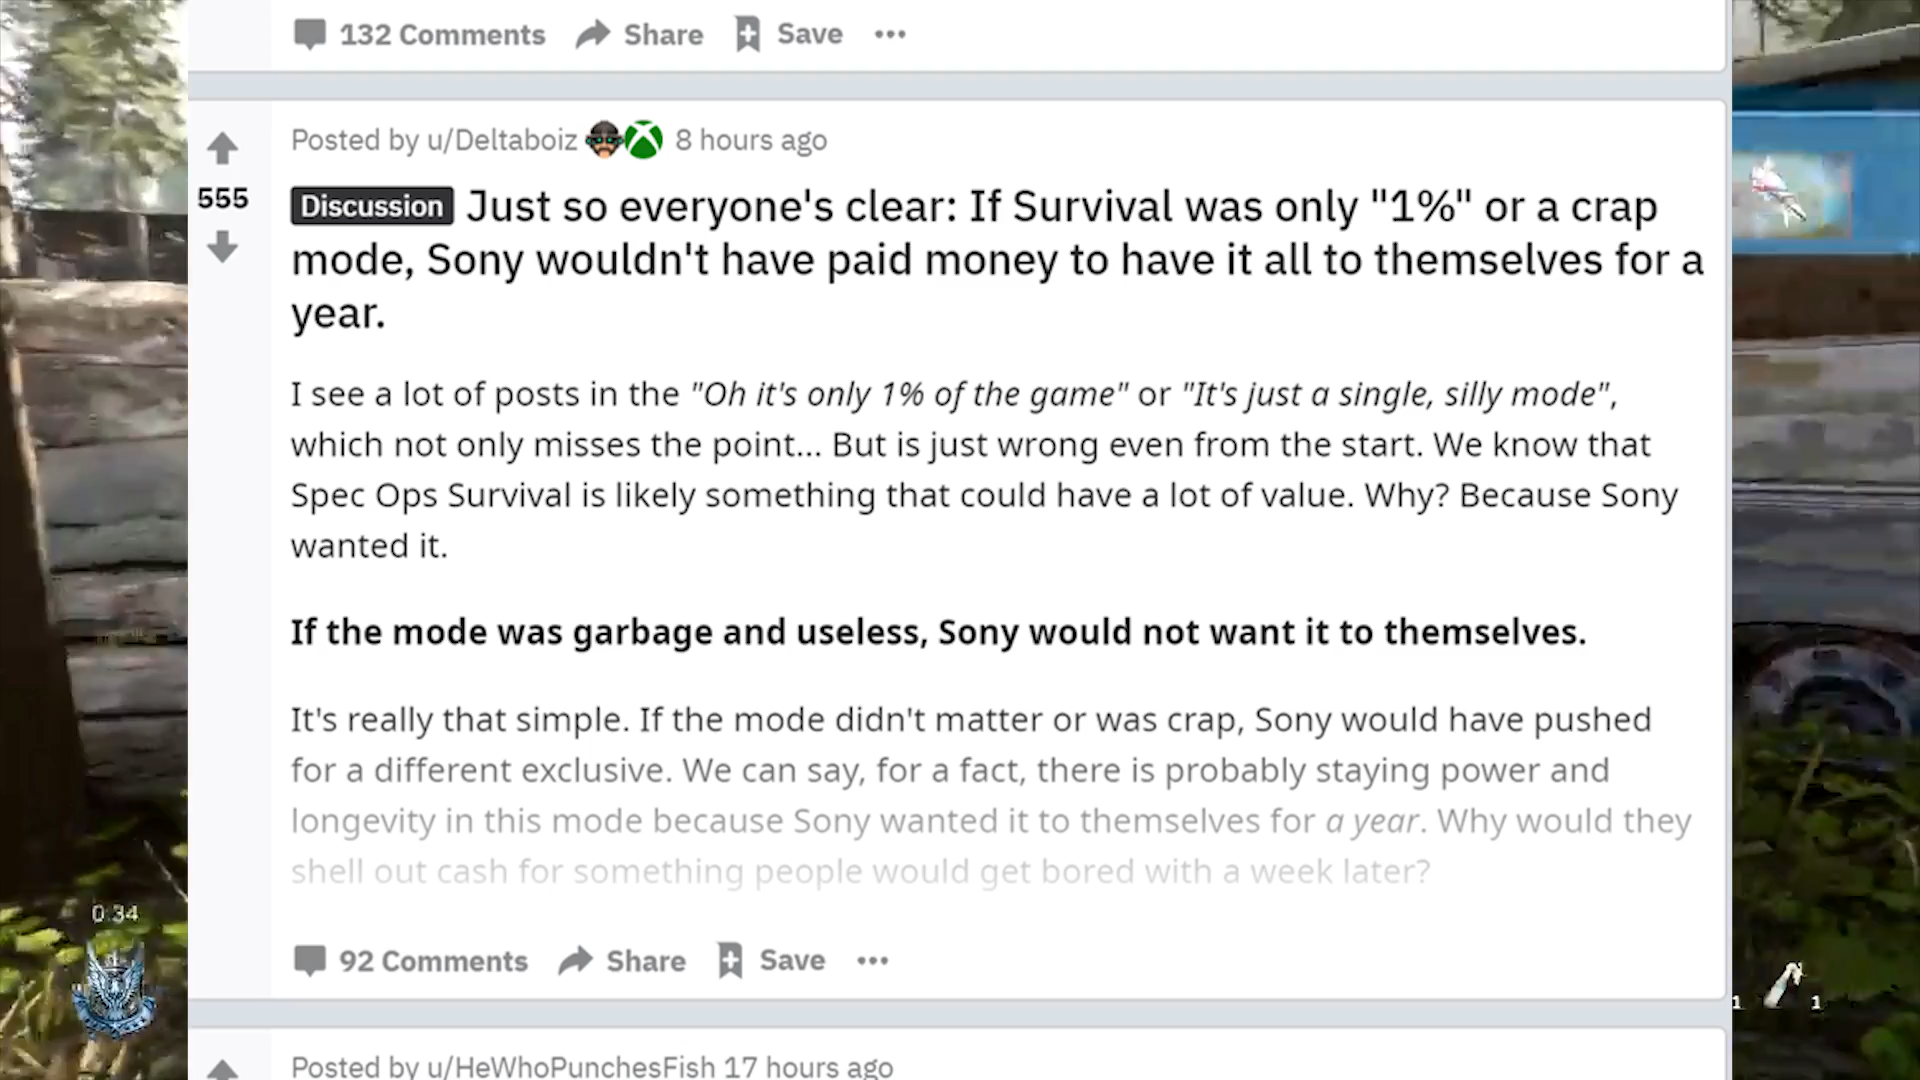 132 Comments Share Save
Posted by u/Deltaboiz 8 hours ago
555
Discussion Just so everyone's clear: If Survival was only "1%" or a crap
mode, Sony wouldn't have paid money to have it all to themselves for a
year.
I see a lot of posts in the "Oh it's only 1% of the game" or "It's just a single, silly mode",
which not only misses the point... But is just wrong even from the start. We know that
Spec Ops Survival is likely something that could have a lot of value. Why? Because Sony
wanted it.
If the mode was garbage and useless, Sony would not want it to themselves.
It's really that simple. If the mode didn't matter or was crap, Sony would have pushed
for a different exclusive. We can say, for a fact, there is probably staying power and
longevity in this mode because Sony wanted it to themselves for a year. Why would they
shell out cash for something people would get bored with a week later?
0:34
92 Comments Share Save
1 1
Posted by u/HeWhoPunchesFish 17 hours ago